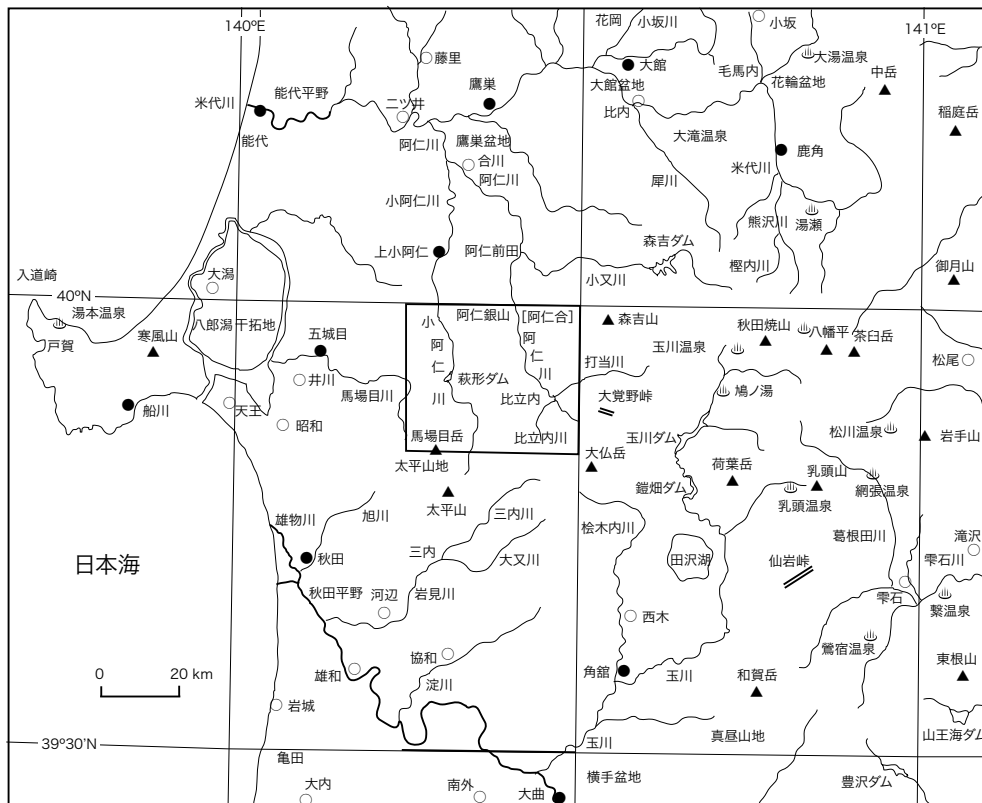 140°E
141°E
花岡
小坂川
小坂
藤里
大館
毛馬内
大湯温泉
中岳
鷹巣
大館盆地
花輪盆地
米代川
能代平野
二ツ井
比内
稲庭岳
能代
阿仁川
鷹巣盆地
大滝温泉
鹿角
合川
阿仁川
米代川
犀川
小阿仁川
熊沢川
湯瀬
上小阿仁
阿仁前田
森吉ダム
樫内川
御月山
入道崎
大潟
小又川
40°N
湯本温泉
戸賀
寒風山
八郎潟干拓地
五城目
小阿仁川
阿仁銀山
[阿仁合]
阿仁川
森吉山
玉川温泉
秋田焼山
八幡平
茶臼岳
松尾
井川
馬場目川
萩形ダム
打当川
比立内
大覚野峠
鳩ノ湯
船川
天王
昭和
馬場目岳
比立内川
玉川ダム
松川温泉
岩手山
太平山地
大仏岳
荷葉岳
乳頭山
鎧畑ダム
乳頭温泉
網張温泉
太平山
雄物川
旭川
三内川
桧木内川
葛根田川
滝沢
日本海
秋田
三内
大又川
田沢湖
仙岩峠
雫石川
秋田平野
河辺
岩見川
雫石
繋温泉
西木
鶯宿温泉
0
20 km
雄和
協和
淀川
角舘
玉川
和賀岳
東根山
岩城
39°30'N
亀田
玉川
真昼山地
山王海ダム
大内
南外
大曲
横手盆地
豊沢ダム